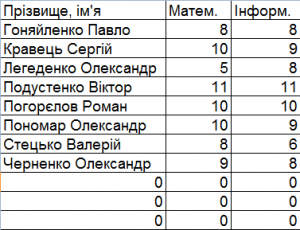 Прізвище, ім'я Матем. Інформ.
Гоняйленко Павло 8 8
Кравець Сергій 10 9
Легеденко Олександр 5 8
Подустенко Віктор 11 11
Погорєлов Роман 10 10
Пономар Олександр 10 9
Стецько Валерій 8 6
Черненко Олександр 9 8
0 0 0
0 0 0
0 0 0